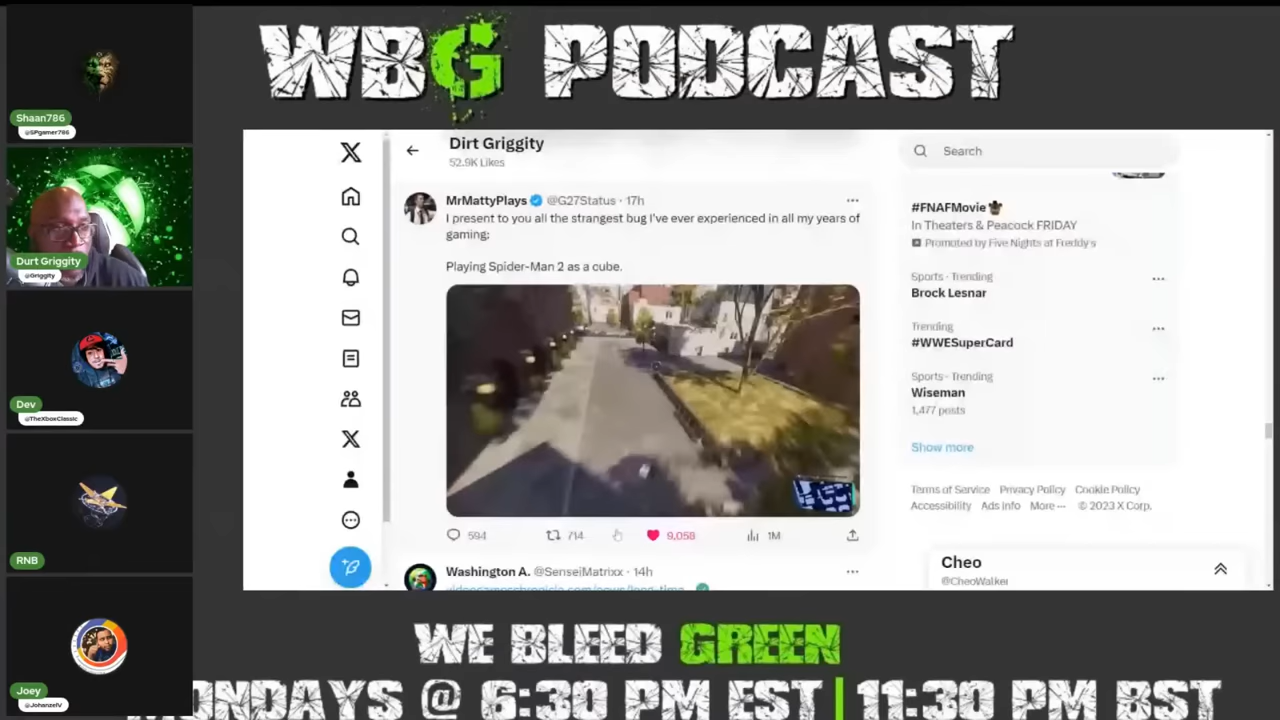 WBG PODCAST
Shaan786
@SPgamer786
Durt Griggity
@Griggity
Dev
@TheXboxClassic
RNB
Joey
@JohanzeIV
Dirt Griggity
52.9K Likes
MrMattyPlays @G27Status · 17h
I present to you all the strangest bug I've ever experienced in all my years of
gaming:
Playing Spider-Man 2 as a cube.
594 714 9,058 1M
Washington A. @SenseiMatrixx · 14h
Search
#FNAFMovie
In Theaters & Peacock FRIDAY
Promoted by Five Nights at Freddy's
Sports · Trending
Brock Lesnar
Trending
#WWESuperCard
Sports · Trending
Wiseman
1,477 posts
Show more
Terms of Service Privacy Policy Cookie Policy
Accessibility Ads info More ··· © 2023 X Corp.
Cheo
@CheoWalker
WE BLEED GREEN
MONDAYS @ 6:30 PM EST | 11:30 PM BST